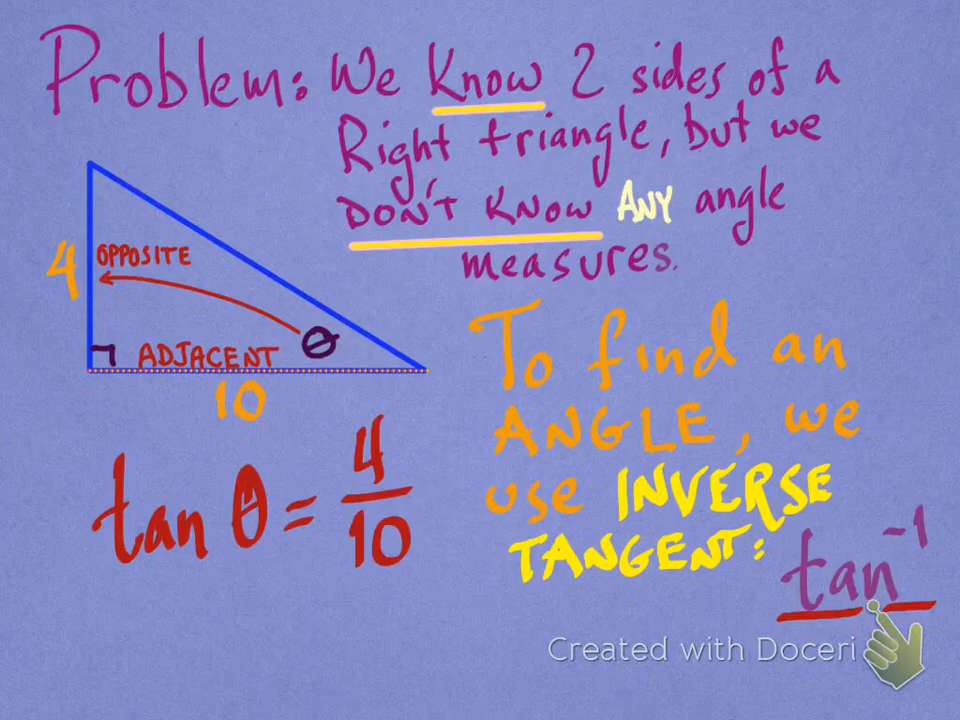 Problem: We Know 2 sides of a
Right triangle, but we
DON'T KNOW ANY angle
measures.
4
OPPOSITE
θ
ADJACENT
10
To find an
ANGLE, we
use INVERSE
TANGENT:
tan⁻¹
tan θ = 4/10
Created with Doceri